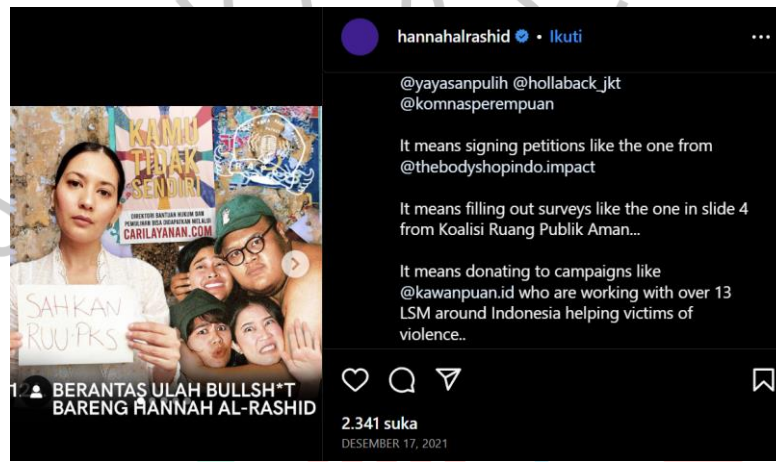 KAMU
TIDAK
SENDIRI
DIREKTORI BANTUAN HUKUM DAN
PEMULIHAN BISA DIDAPATKAN MELALUI
CARILAYANAN.COM
SAHKAN
RUU-PKS
BERANTAS ULAH BULLSH*T
BARENG HANNAH AL-RASHID
hannahalrashid • Ikuti
@yayasanpulih @hollaback_jkt
@komnasperempuan
It means signing petitions like the one from
@thebodyshopindo.impact
It means filling out surveys like the one in slide 4
from Koalisi Ruang Publik Aman...
It means donating to campaigns like
@kawanpuan.id who are working with over 13
LSM around Indonesia helping victims of
violence..
2.341 suka
DESEMBER 17, 2021